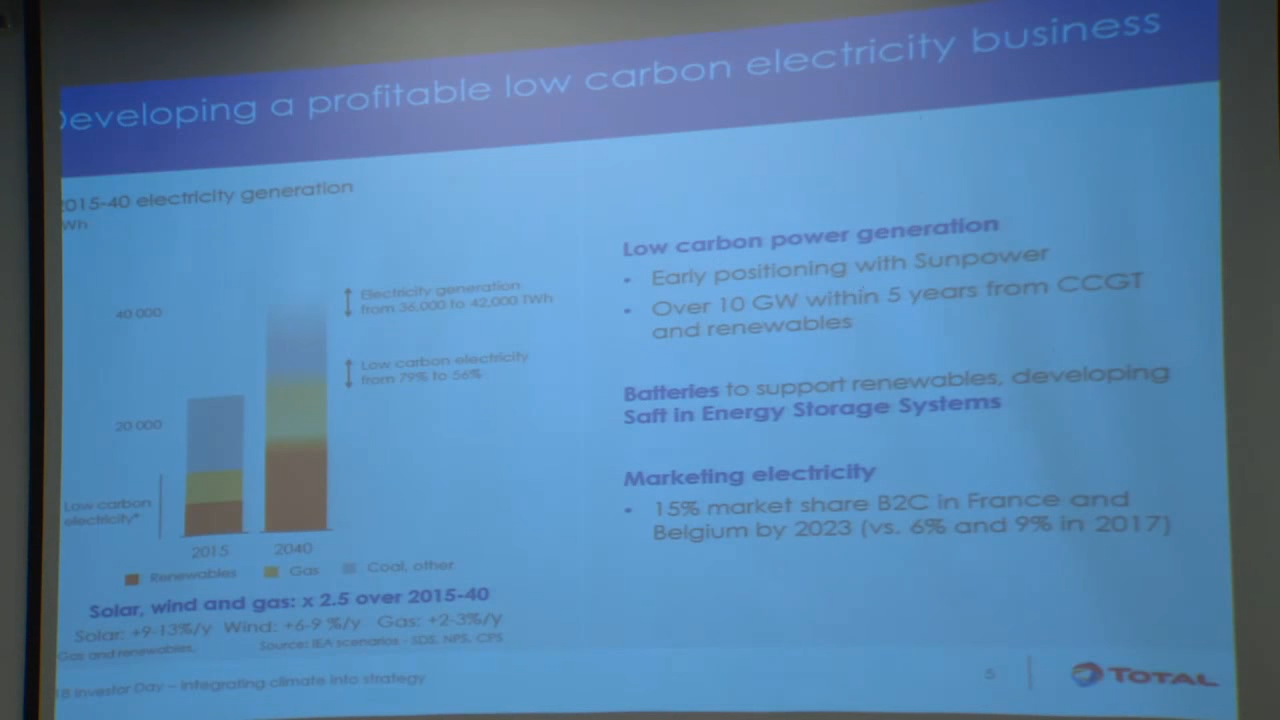 Developing a profitable low carbon electricity business
2015-40 electricity generation
Wh
40 000
20 000
Electricity generation
from 36,000 to 42,000 TWh
Low carbon electricity
from 79% to 56%
Low carbon
electricity*
2015 2040
Renewables Gas Coal, other
Solar, wind and gas: x 2.5 over 2015-40
Solar: +9-13%/y Wind: +6-9 %/y Gas: +2-3%/y
Gas and renewables. Source: IEA scenarios - SDS, NPS, CPS
Low carbon power generation
• Early positioning with Sunpower
• Over 10 GW within 5 years from CCGT
and renewables
Batteries to support renewables, developing
Saft in Energy Storage Systems
Marketing electricity
• 15% market share B2C in France and
Belgium by 2023 (vs. 6% and 9% in 2017)
18 Investor Day – Integrating climate into strategy
5
TOTAL